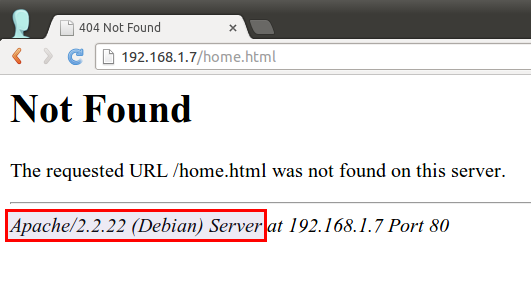 404 Not Found
192.168.1.7/home.html
Not Found
The requested URL /home.html was not found on this server.
Apache/2.2.22 (Debian) Server at 192.168.1.7 Port 80